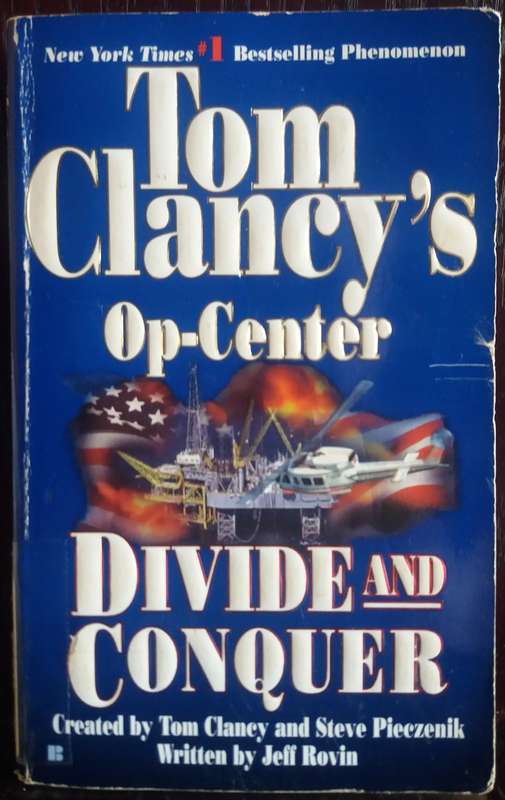 New York Times #1 Bestselling Phenomenon
Tom
Clancy's
Op-Center
DIVIDE AND
CONQUER
Created by Tom Clancy and Steve Pieczenik
B
Written by Jeff Rovin